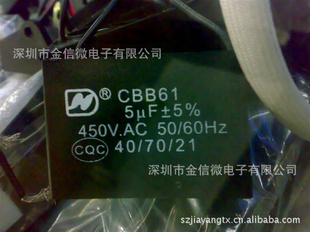 深圳市金信微电子有限公司
® CBB61
5μF±5%
450V.AC 50/60Hz
CQC 40/70/21
深圳市金信微电子有限公司
szjiayangtx.cn.alibaba.com